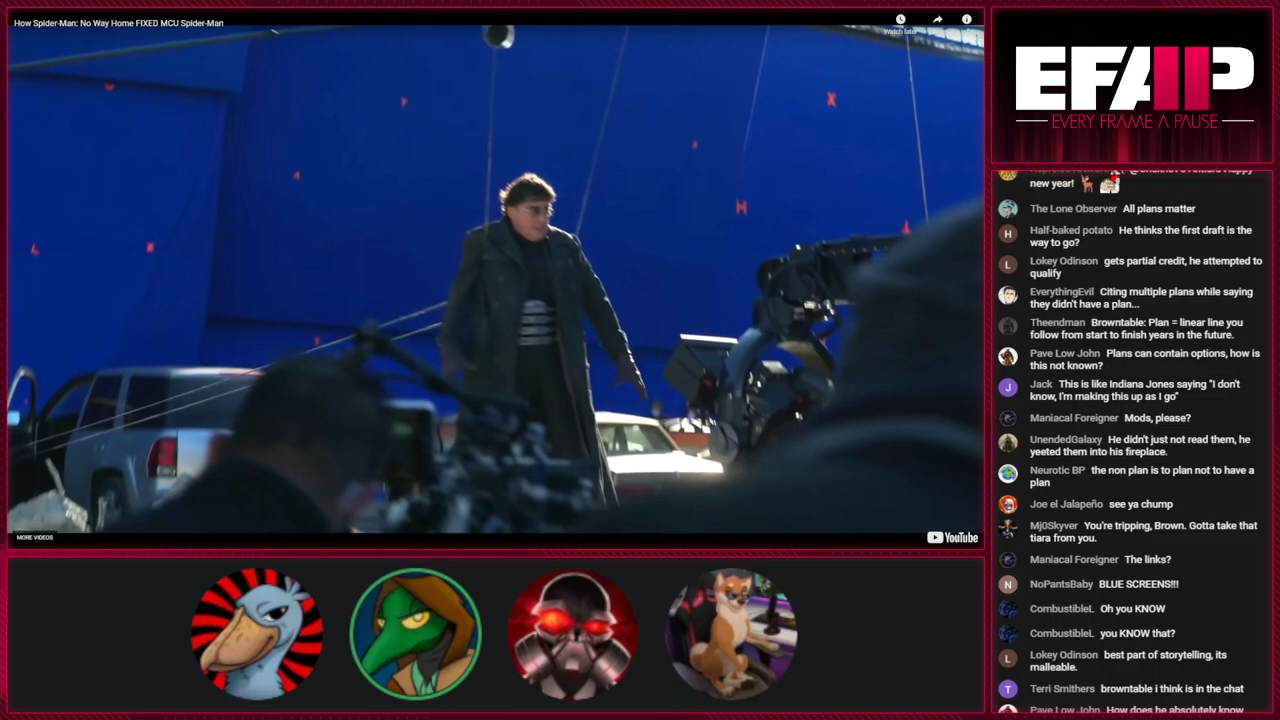 How Spider-Man: No Way Home FIXED MCU Spider-Man
Watch later
MORE VIDEOS
YouTube
EFAP
EVERY FRAME A PAUSE
new year!
The Lone Observer All plans matter
Half-baked potato He thinks the first draft is the
way to go?
Lokey Odinson gets partial credit, he attempted to
qualify
EverythingEvil Citing multiple plans while saying
they didn't have a plan...
Theendman Browntable: Plan = linear line you
follow from start to finish years in the future.
Pave Low John Plans can contain options, how is
this not known?
J
Jack This is like Indiana Jones saying "I don't
know, I'm making this up as I go"
Maniacal Foreigner Mods, please?
UnendedGalaxy He didn't just not read them, he
yeeted them into his fireplace.
Neurotic BP the non plan is to plan not to have a
plan
Joe el Jalapeño see ya chump
Mj0Skyver You're tripping, Brown. Gotta take that
tiara from you.
Maniacal Foreigner The links?
NoPantsBaby BLUE SCREENS!!!
CombustibleL Oh you KNOW
CombustibleL you KNOW that?
Lokey Odinson best part of storytelling, its
malleable.
Terri Smithers browntable i think is in the chat
Pave Low John How does he absolutely know